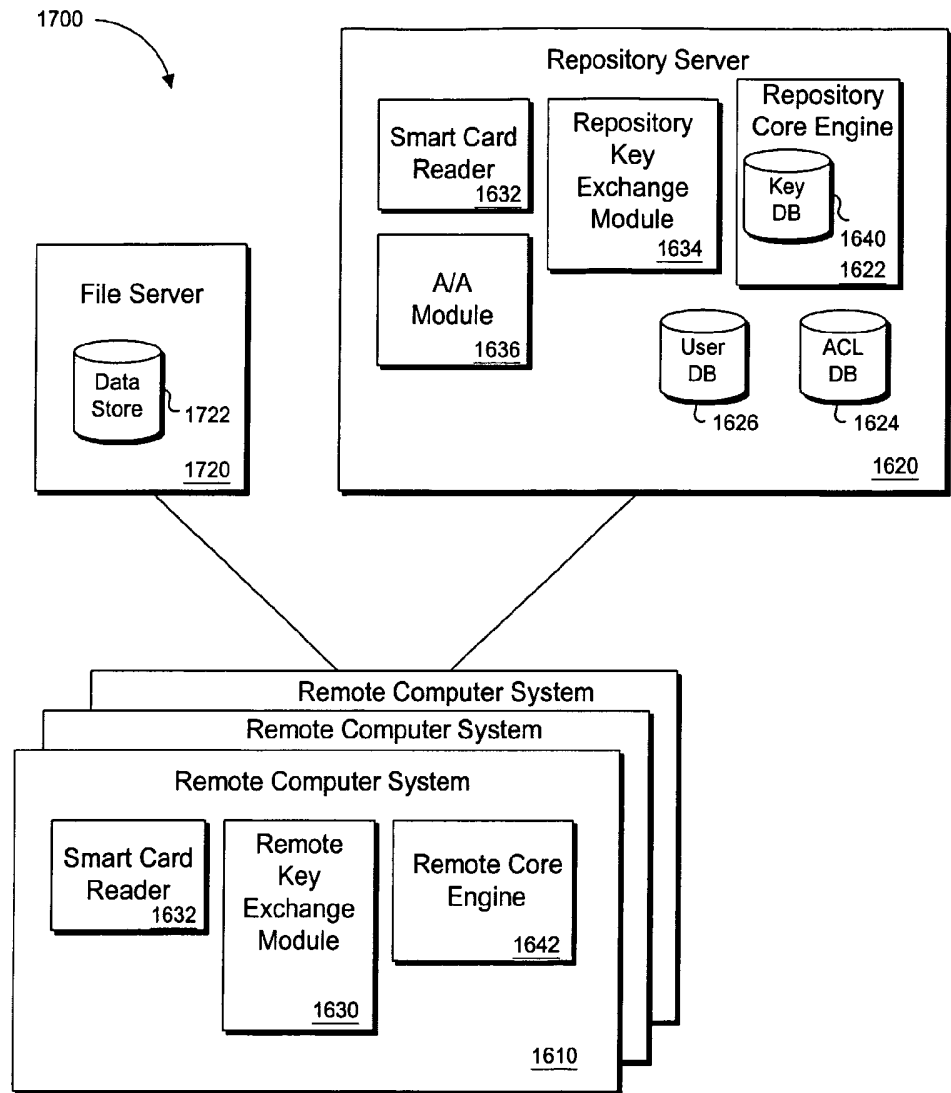 1700
Repository Server
Smart Card
Reader
1632
Repository
Key
Exchange
Module
1634
Repository
Core Engine
Key
DB
1640
1622
A/A
Module
1636
User
DB
1626
ACL
DB
1624
1620
File Server
Data
Store
1722
1720
Remote Computer System
Remote Computer System
Remote Computer System
Smart Card
Reader
1632
Remote
Key
Exchange
Module
1630
Remote Core
Engine
1642
1610